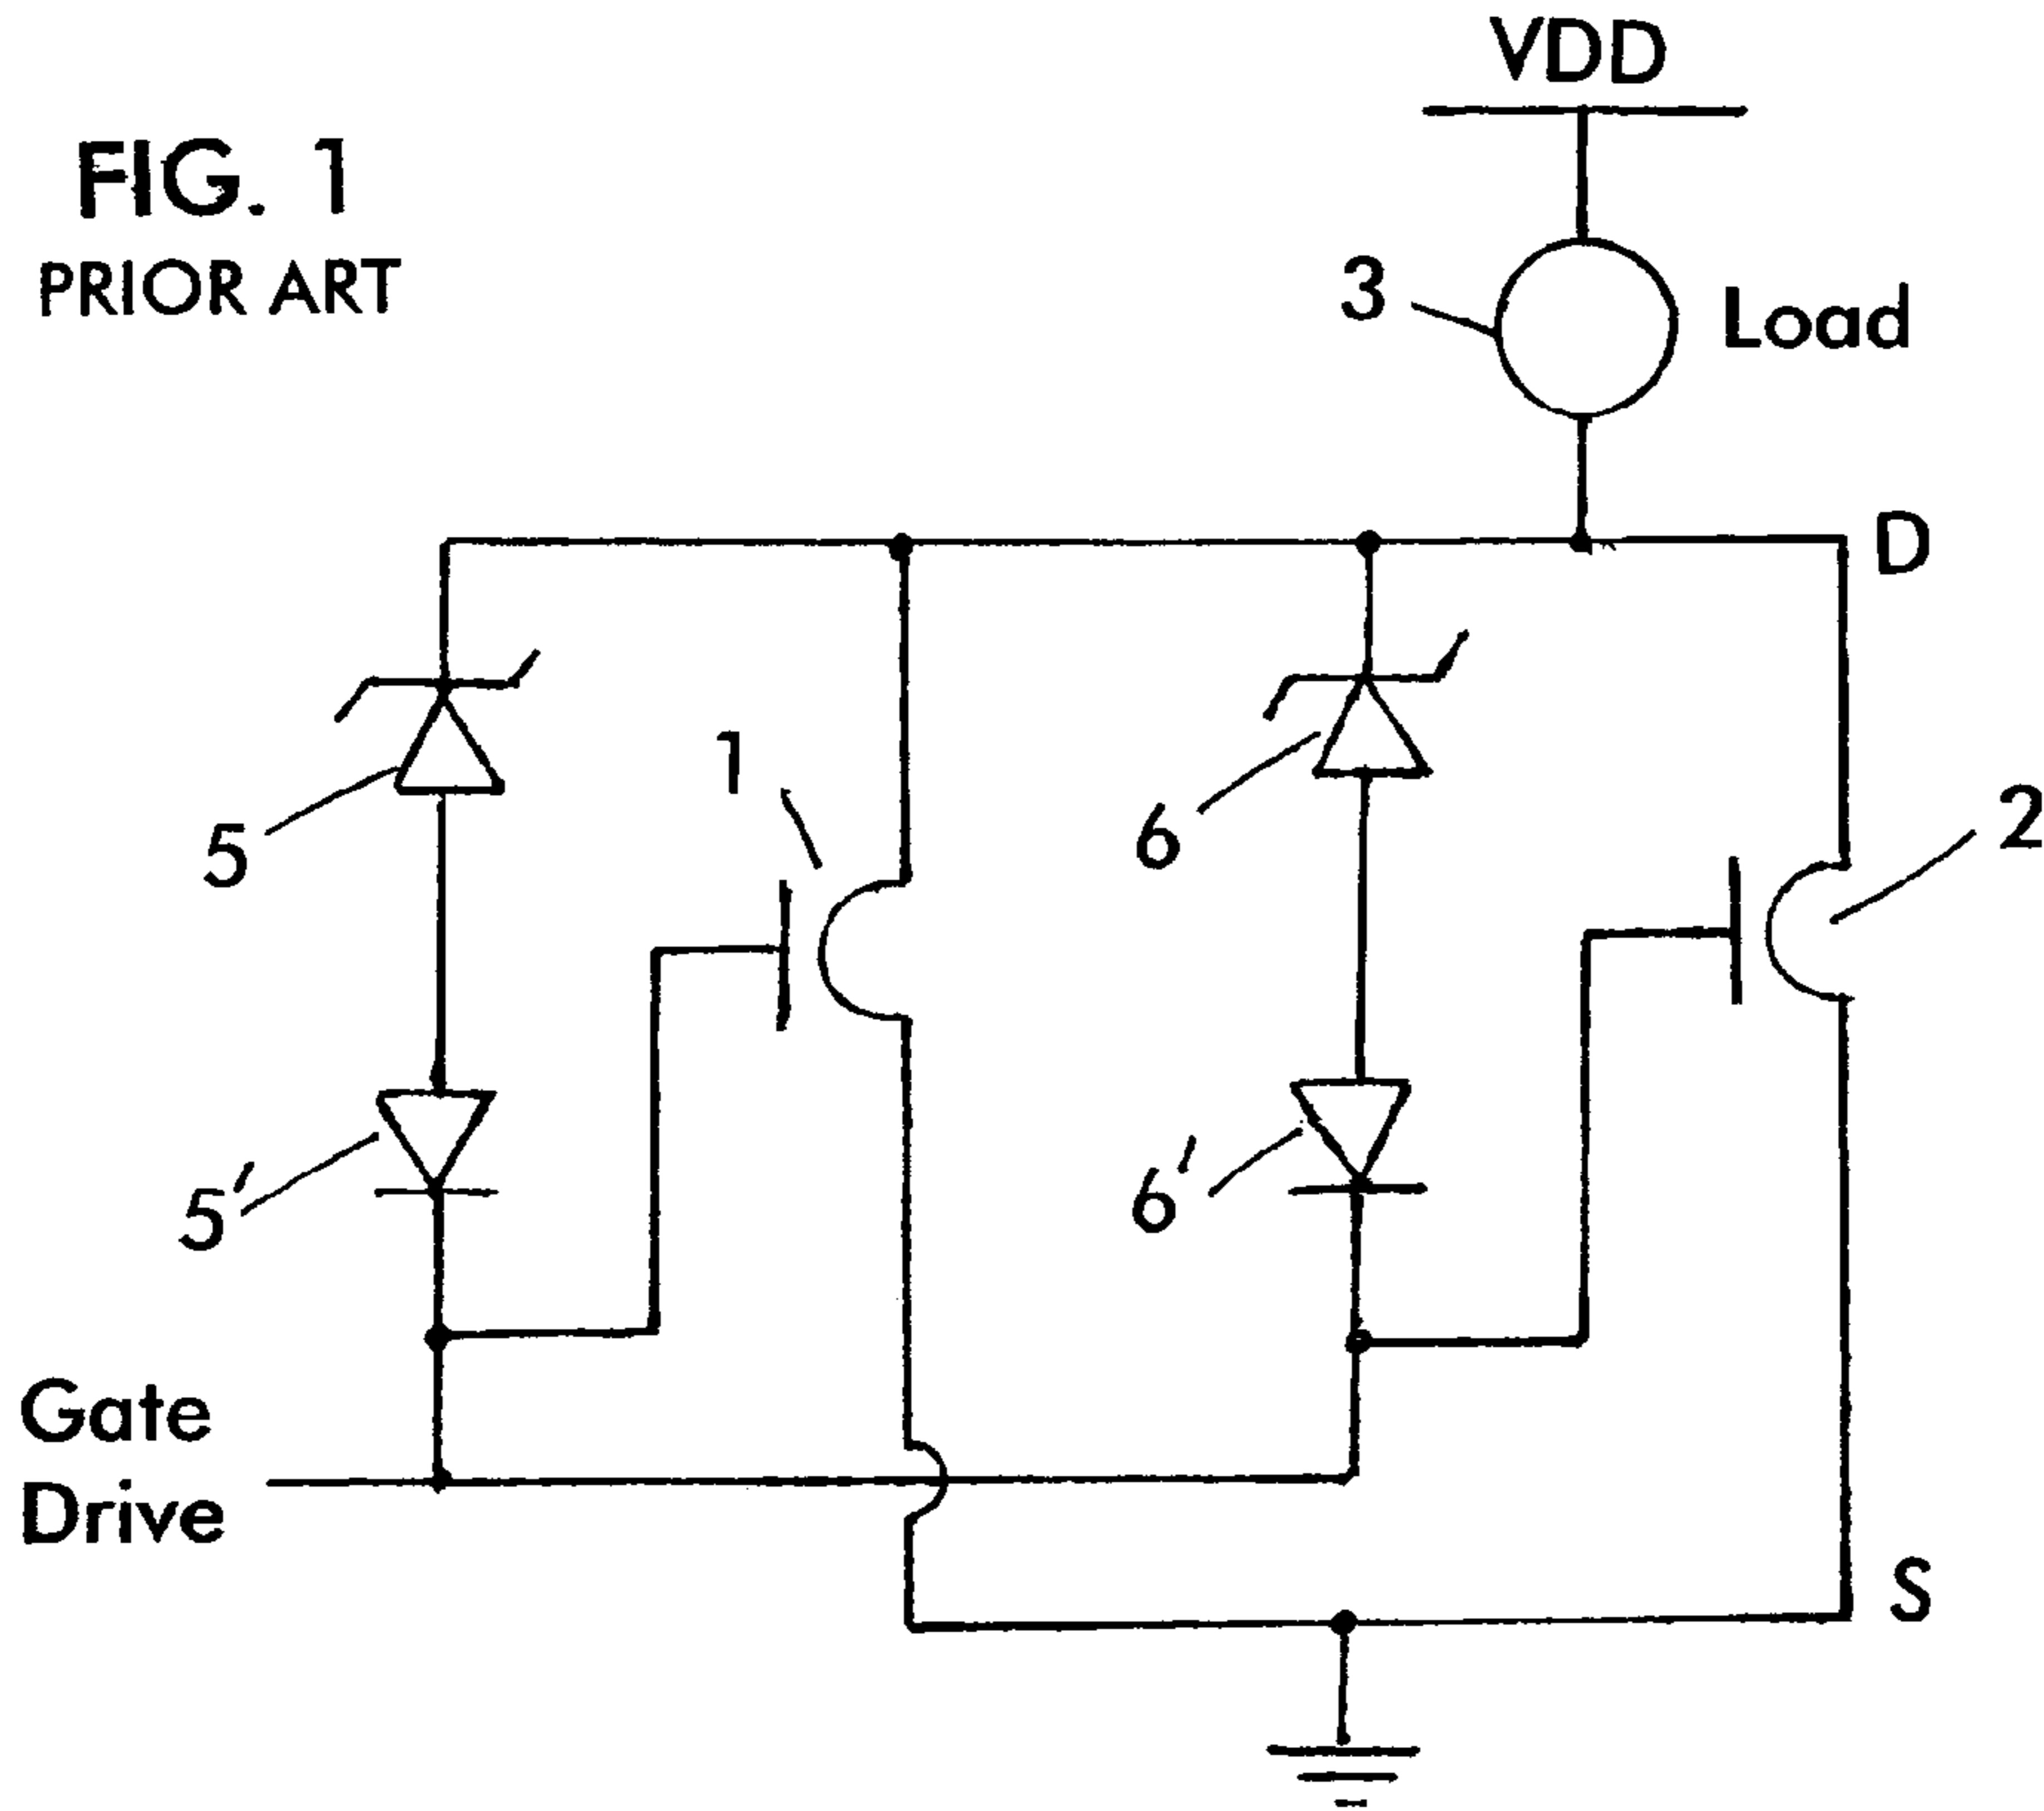 VDD
FIG. 1
PRIOR ART
3
Load
D
1
5
6
2
5'
6'
Gate
Drive
S